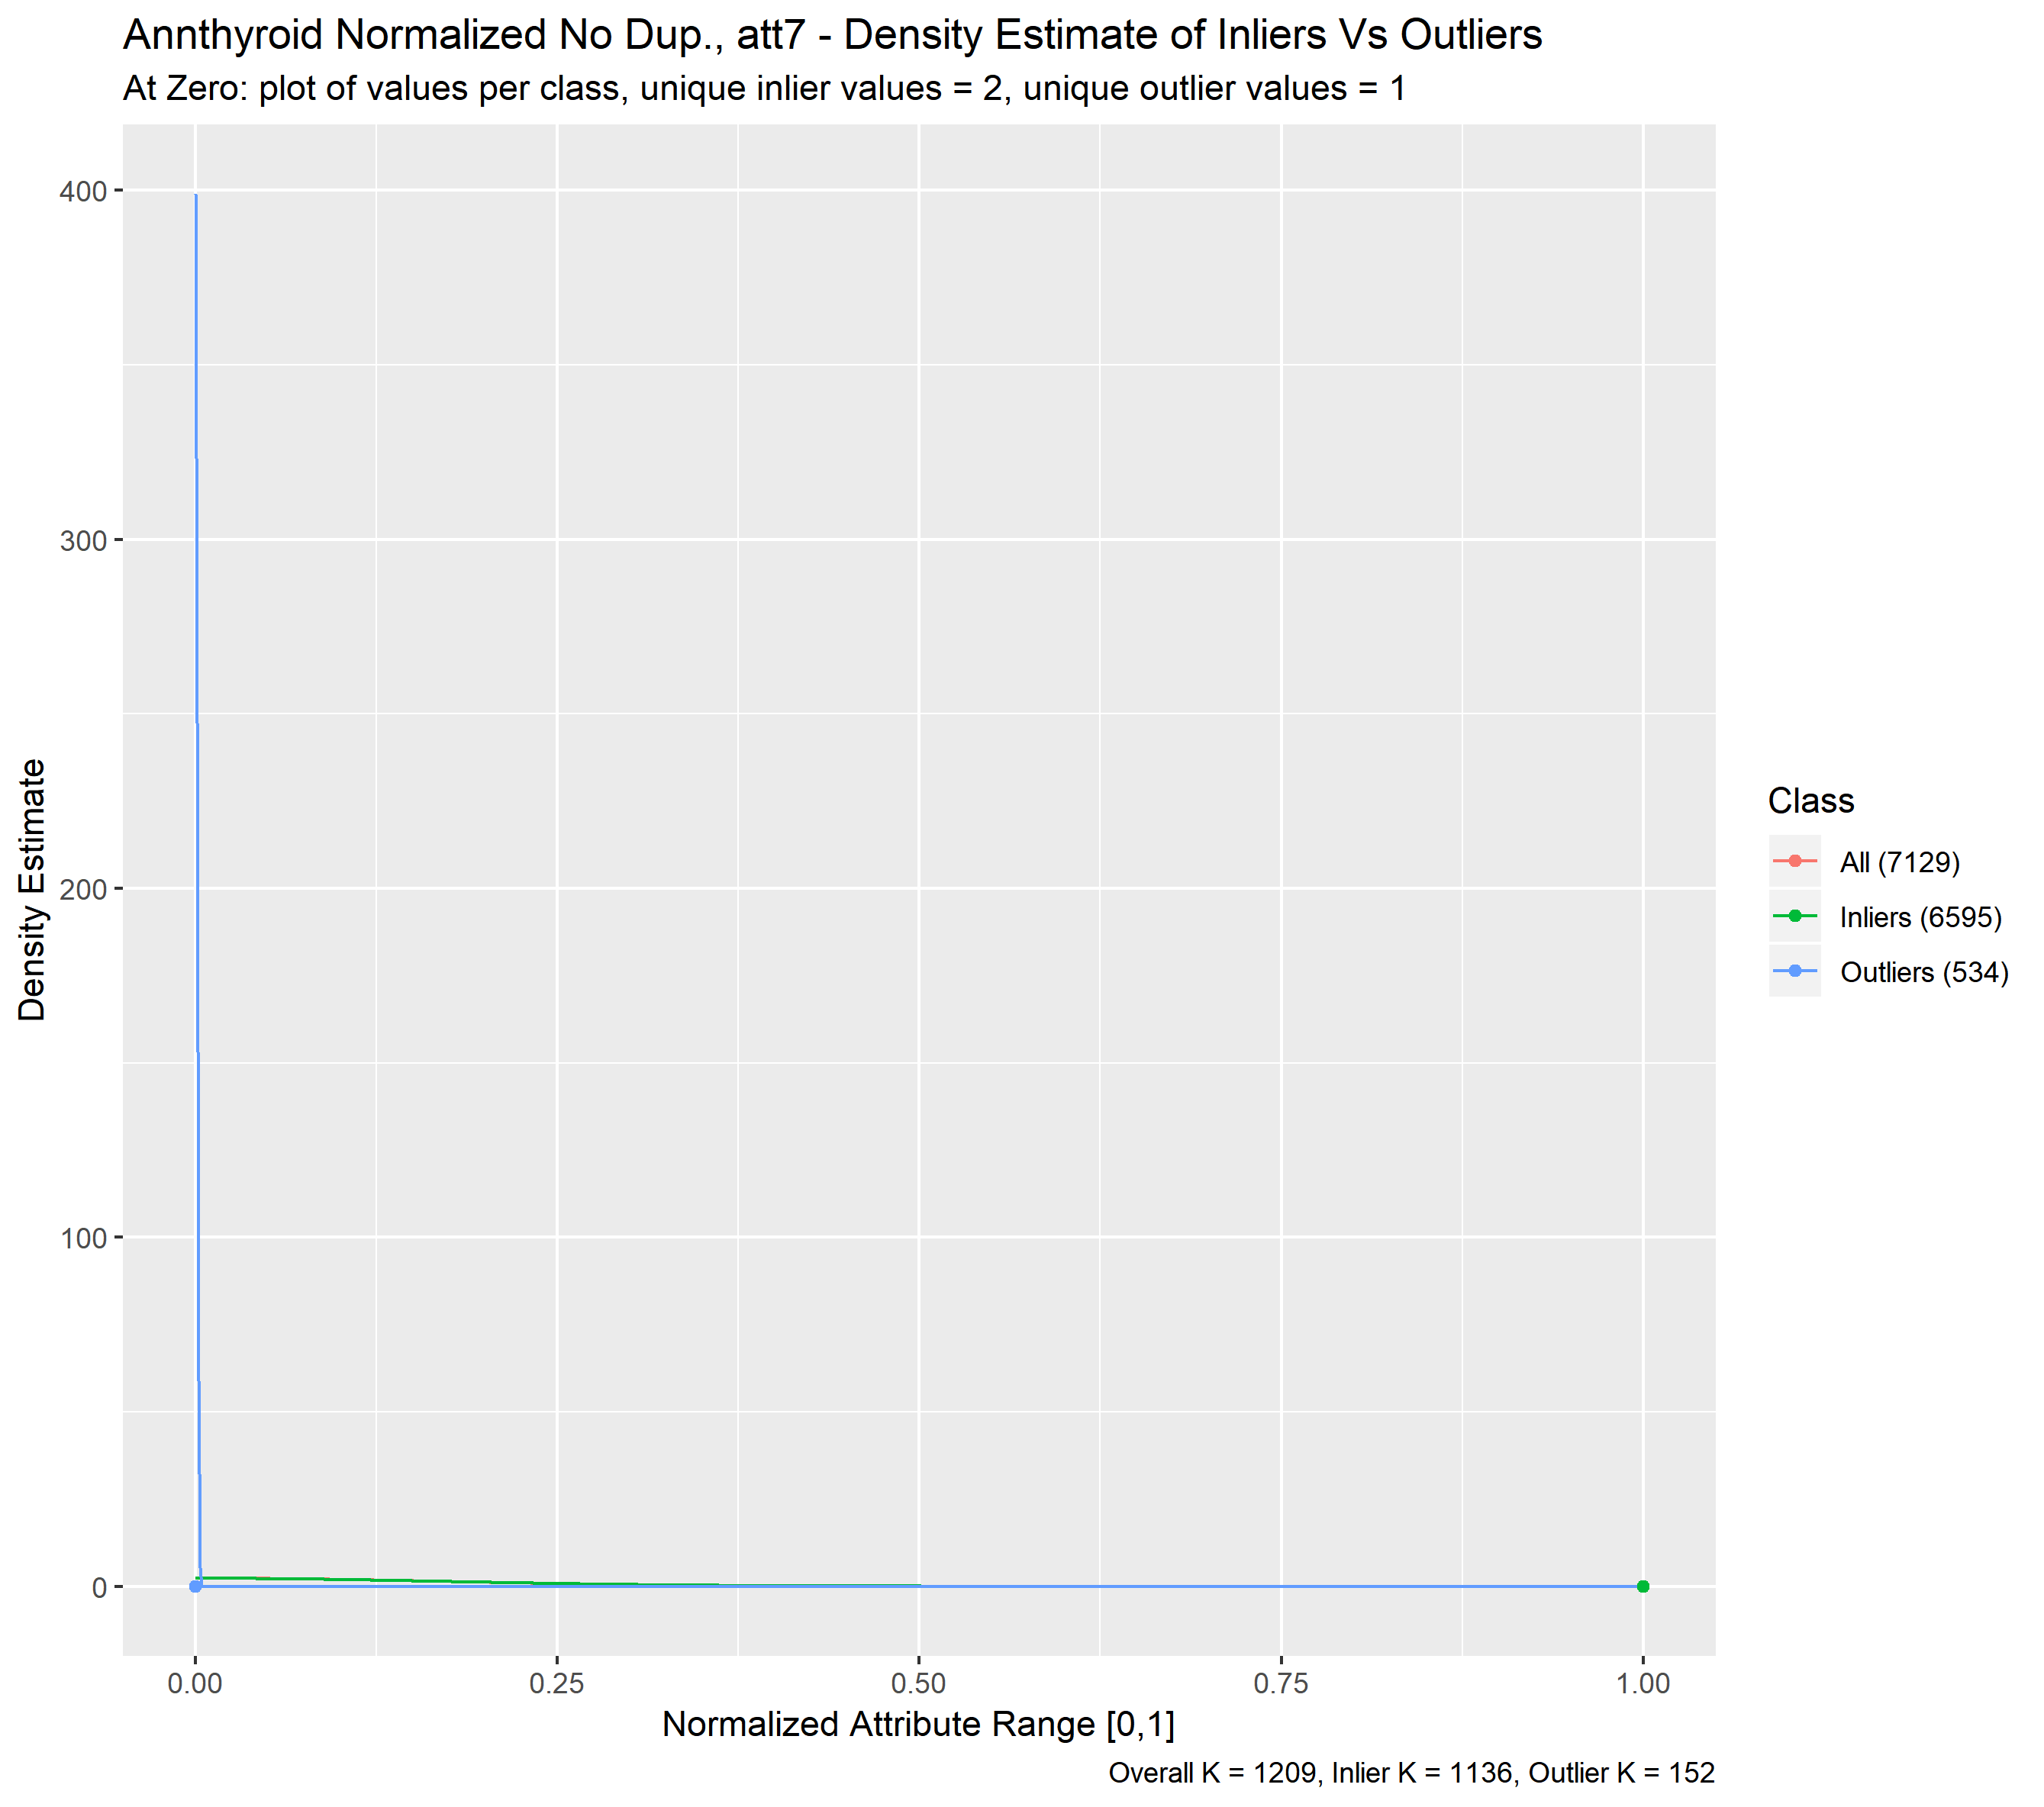 Annthyroid Normalized No Dup., att7 - Density Estimate of Inliers Vs Outliers
At Zero: plot of values per class, unique inlier values = 2, unique outlier values = 1
400
300
200
100
0
Density Estimate
0.00 0.25 0.50 0.75 1.00
Normalized Attribute Range [0,1]
Overall K = 1209, Inlier K = 1136, Outlier K = 152
Class
All (7129)
Inliers (6595)
Outliers (534)